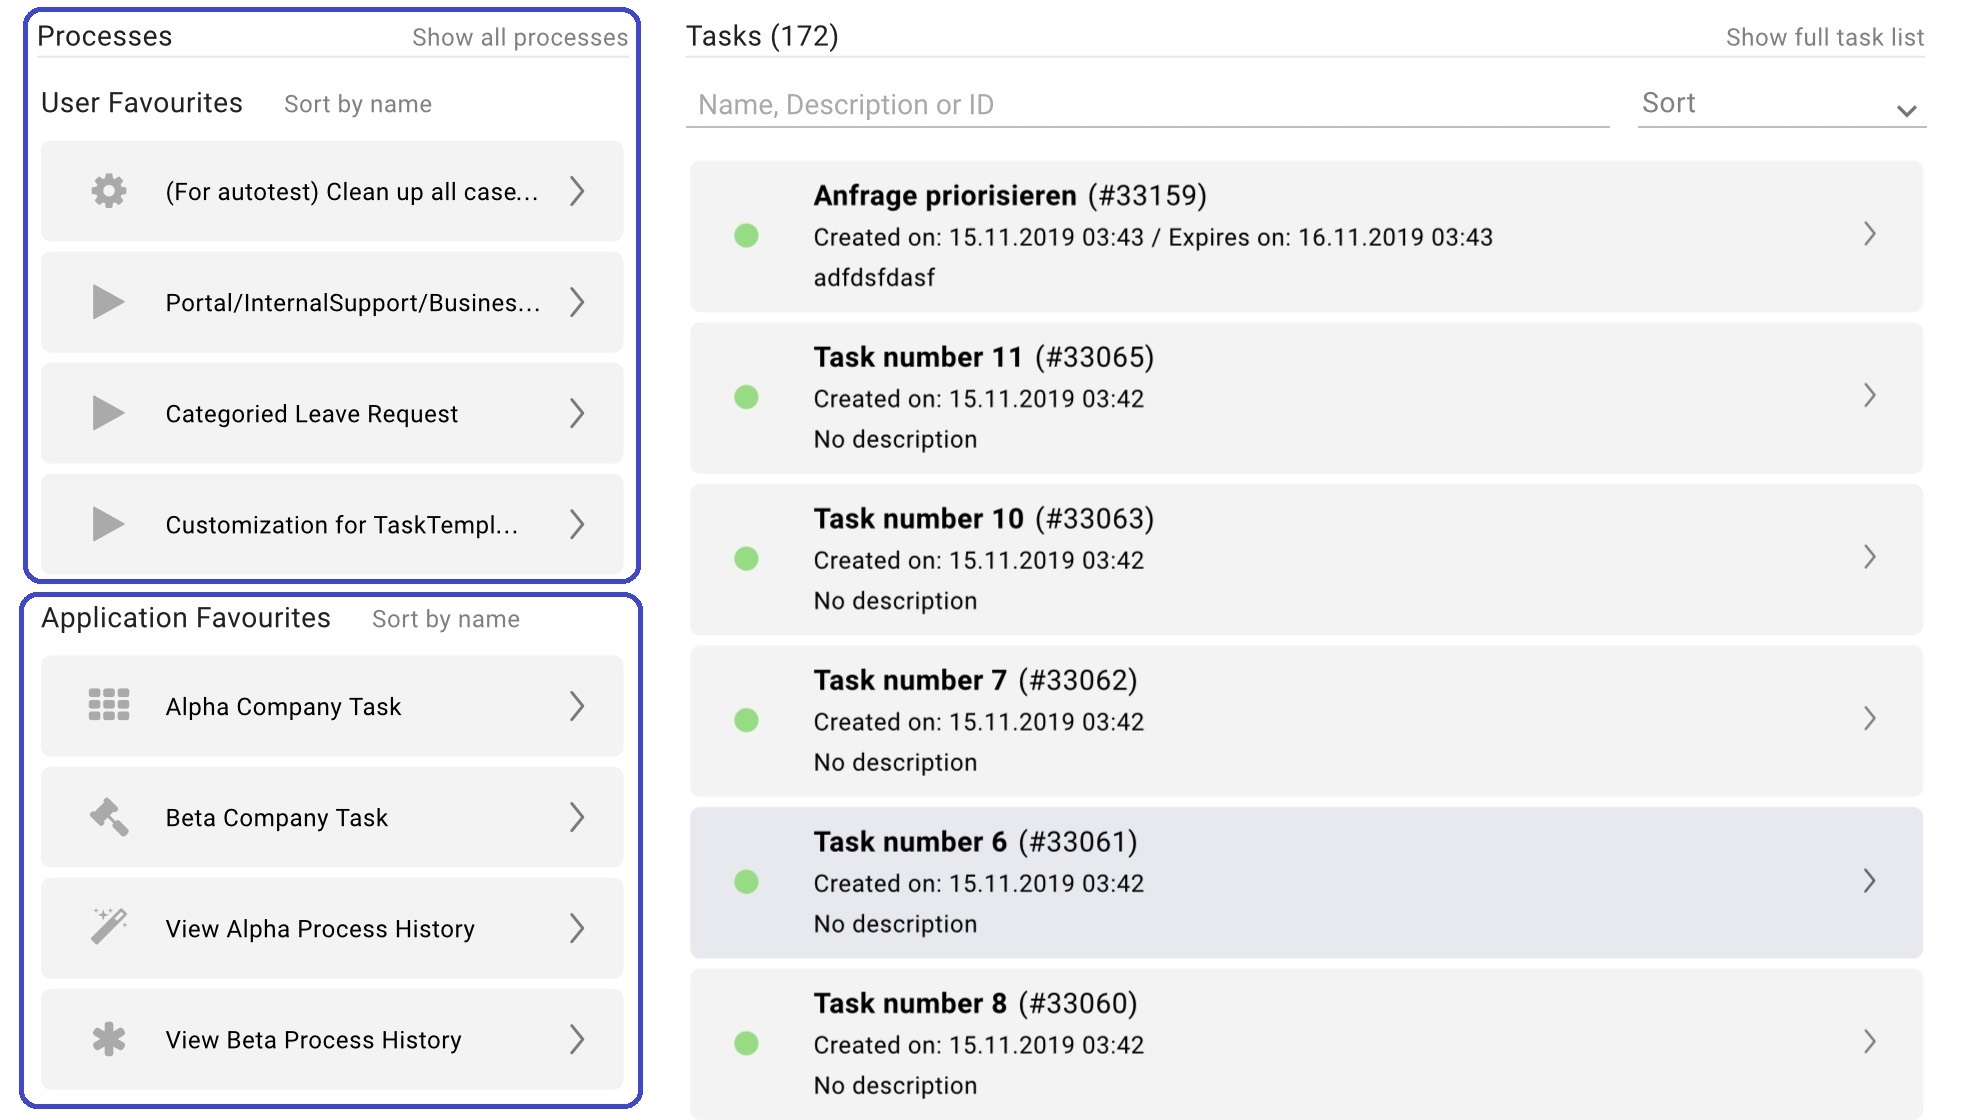 Processes
Show all processes
User Favourites
Sort by name
(For autotest) Clean up all case...
Portal/InternalSupport/Busines...
Categoried Leave Request
Customization for TaskTempl...
Application Favourites
Sort by name
Alpha Company Task
Beta Company Task
View Alpha Process History
View Beta Process History
Tasks (172)
Show full task list
Name, Description or ID
Sort
Anfrage priorisieren (#33159)
Created on: 15.11.2019 03:43 / Expires on: 16.11.2019 03:43
adfdsfdasf
Task number 11 (#33065)
Created on: 15.11.2019 03:42
No description
Task number 10 (#33063)
Created on: 15.11.2019 03:42
No description
Task number 7 (#33062)
Created on: 15.11.2019 03:42
No description
Task number 6 (#33061)
Created on: 15.11.2019 03:42
No description
Task number 8 (#33060)
Created on: 15.11.2019 03:42
No description